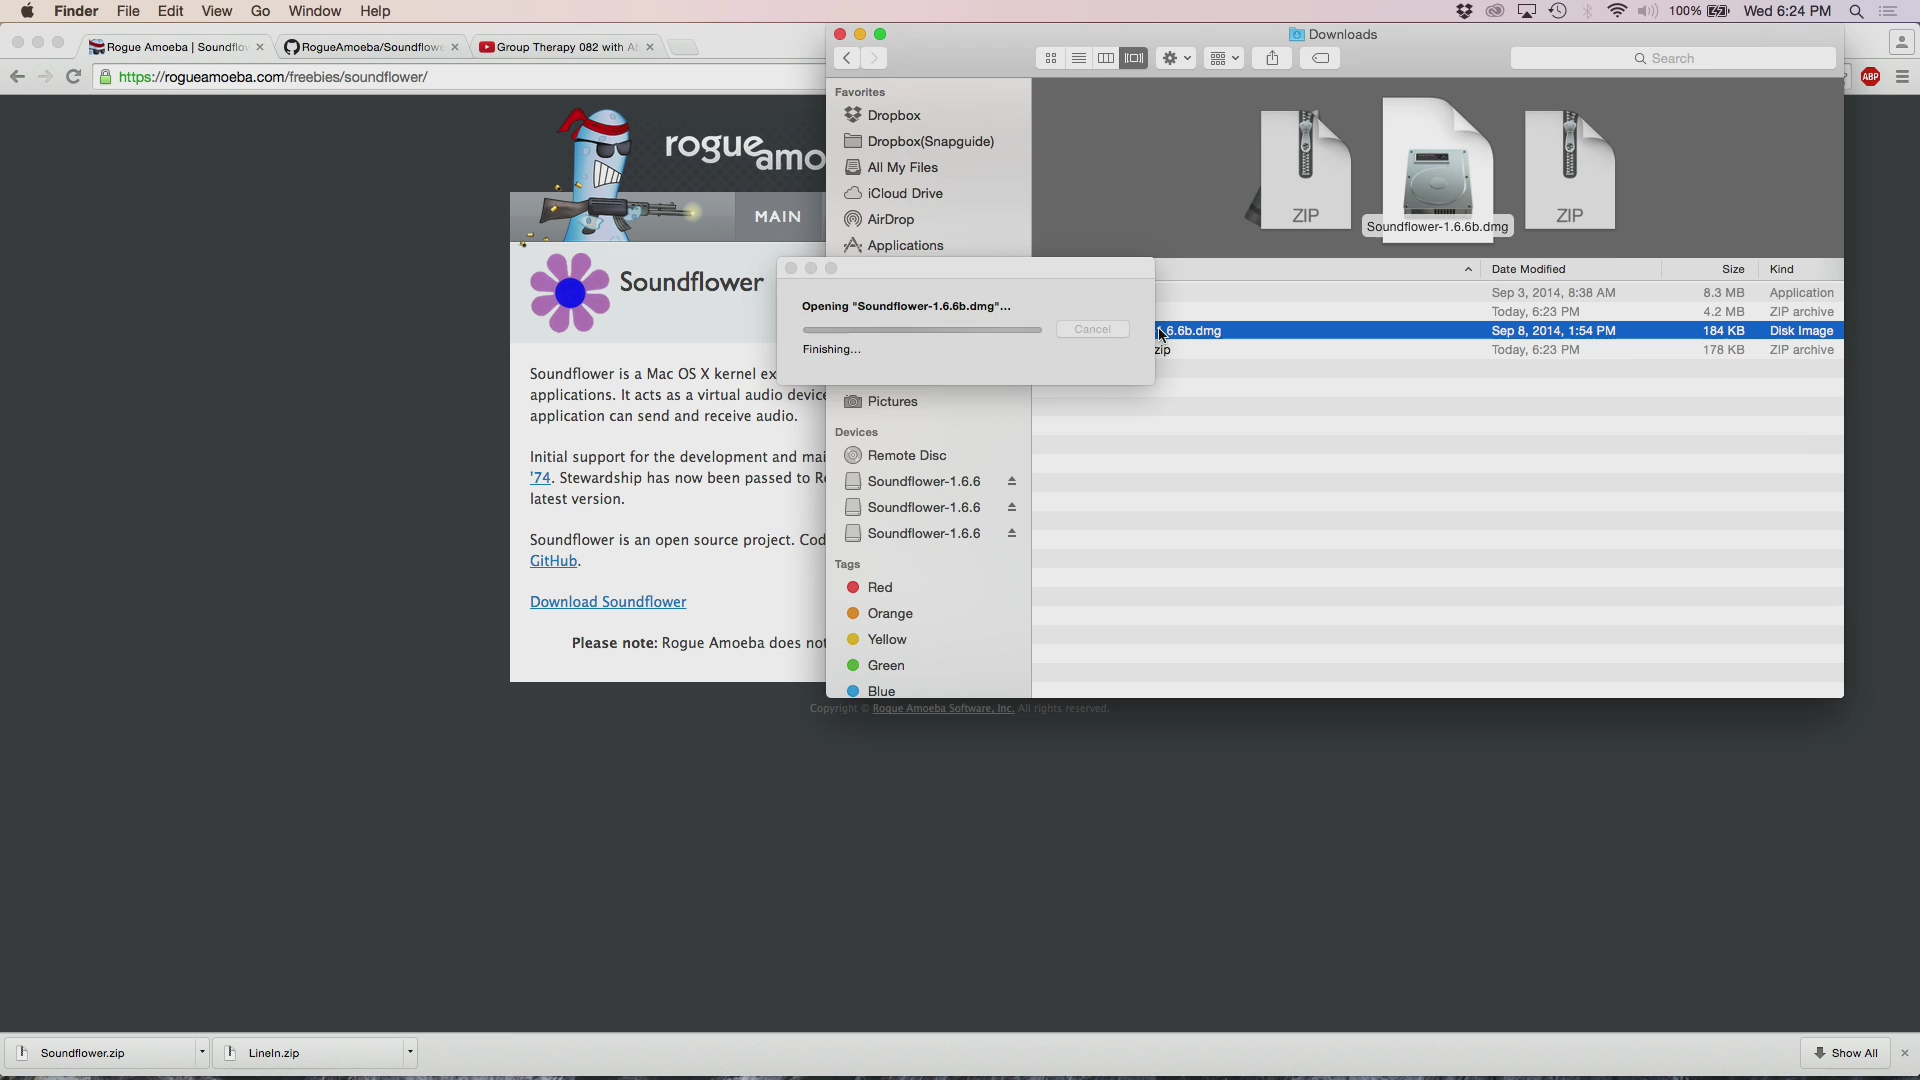 Finder File Edit View Go Window Help
100% Wed 6:24 PM
Rogue Amoeba | Soundflow
RogueAmoeba/Soundflowe
Group Therapy 082 with Ab
https://rogueamoeba.com/freebies/soundflower/
ABP
rogue amo
MAIN
Soundflower
Soundflower is a Mac OS X kernel ex
applications. It acts as a virtual audio device
application can send and receive audio.
Initial support for the development and mai
'74. Stewardship has now been passed to R
latest version.
Soundflower is an open source project. Cod
GitHub.
Download Soundflower
Please note: Rogue Amoeba does not
Copyright © Rogue Amoeba Software, Inc. All rights reserved.
Downloads
Search
Favorites
Dropbox
Dropbox(Snapguide)
All My Files
iCloud Drive
AirDrop
Applications
Pictures
Devices
Remote Disc
Soundflower-1.6.6
Soundflower-1.6.6
Soundflower-1.6.6
Tags
Red
Orange
Yellow
Green
Blue
ZIP
Soundflower-1.6.6b.dmg
ZIP
Date Modified Size Kind
Sep 3, 2014, 8:38 AM 8.3 MB Application
Today, 6:23 PM 4.2 MB ZIP archive
.6.6b.dmg Sep 8, 2014, 1:54 PM 184 KB Disk Image
zip Today, 6:23 PM 178 KB ZIP archive
Opening "Soundflower-1.6.6b.dmg"...
Cancel
Finishing...
Soundflower.zip
LineIn.zip
Show All